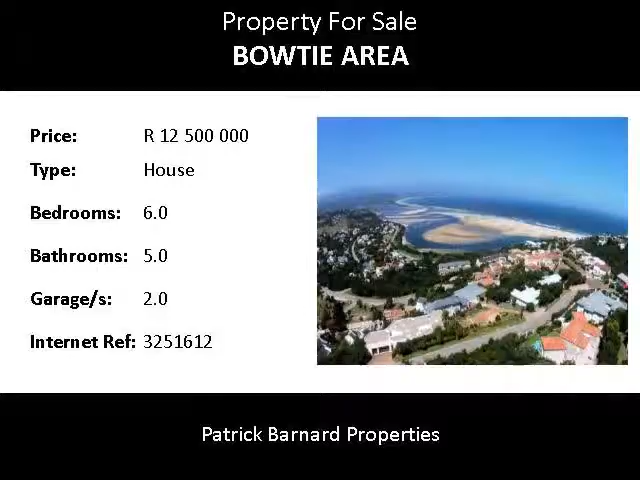 Property For Sale
BOWTIE AREA
Price: R 12 500 000
Type: House
Bedrooms: 6.0
Bathrooms: 5.0
Garage/s: 2.0
Internet Ref: 3251612
Patrick Barnard Properties